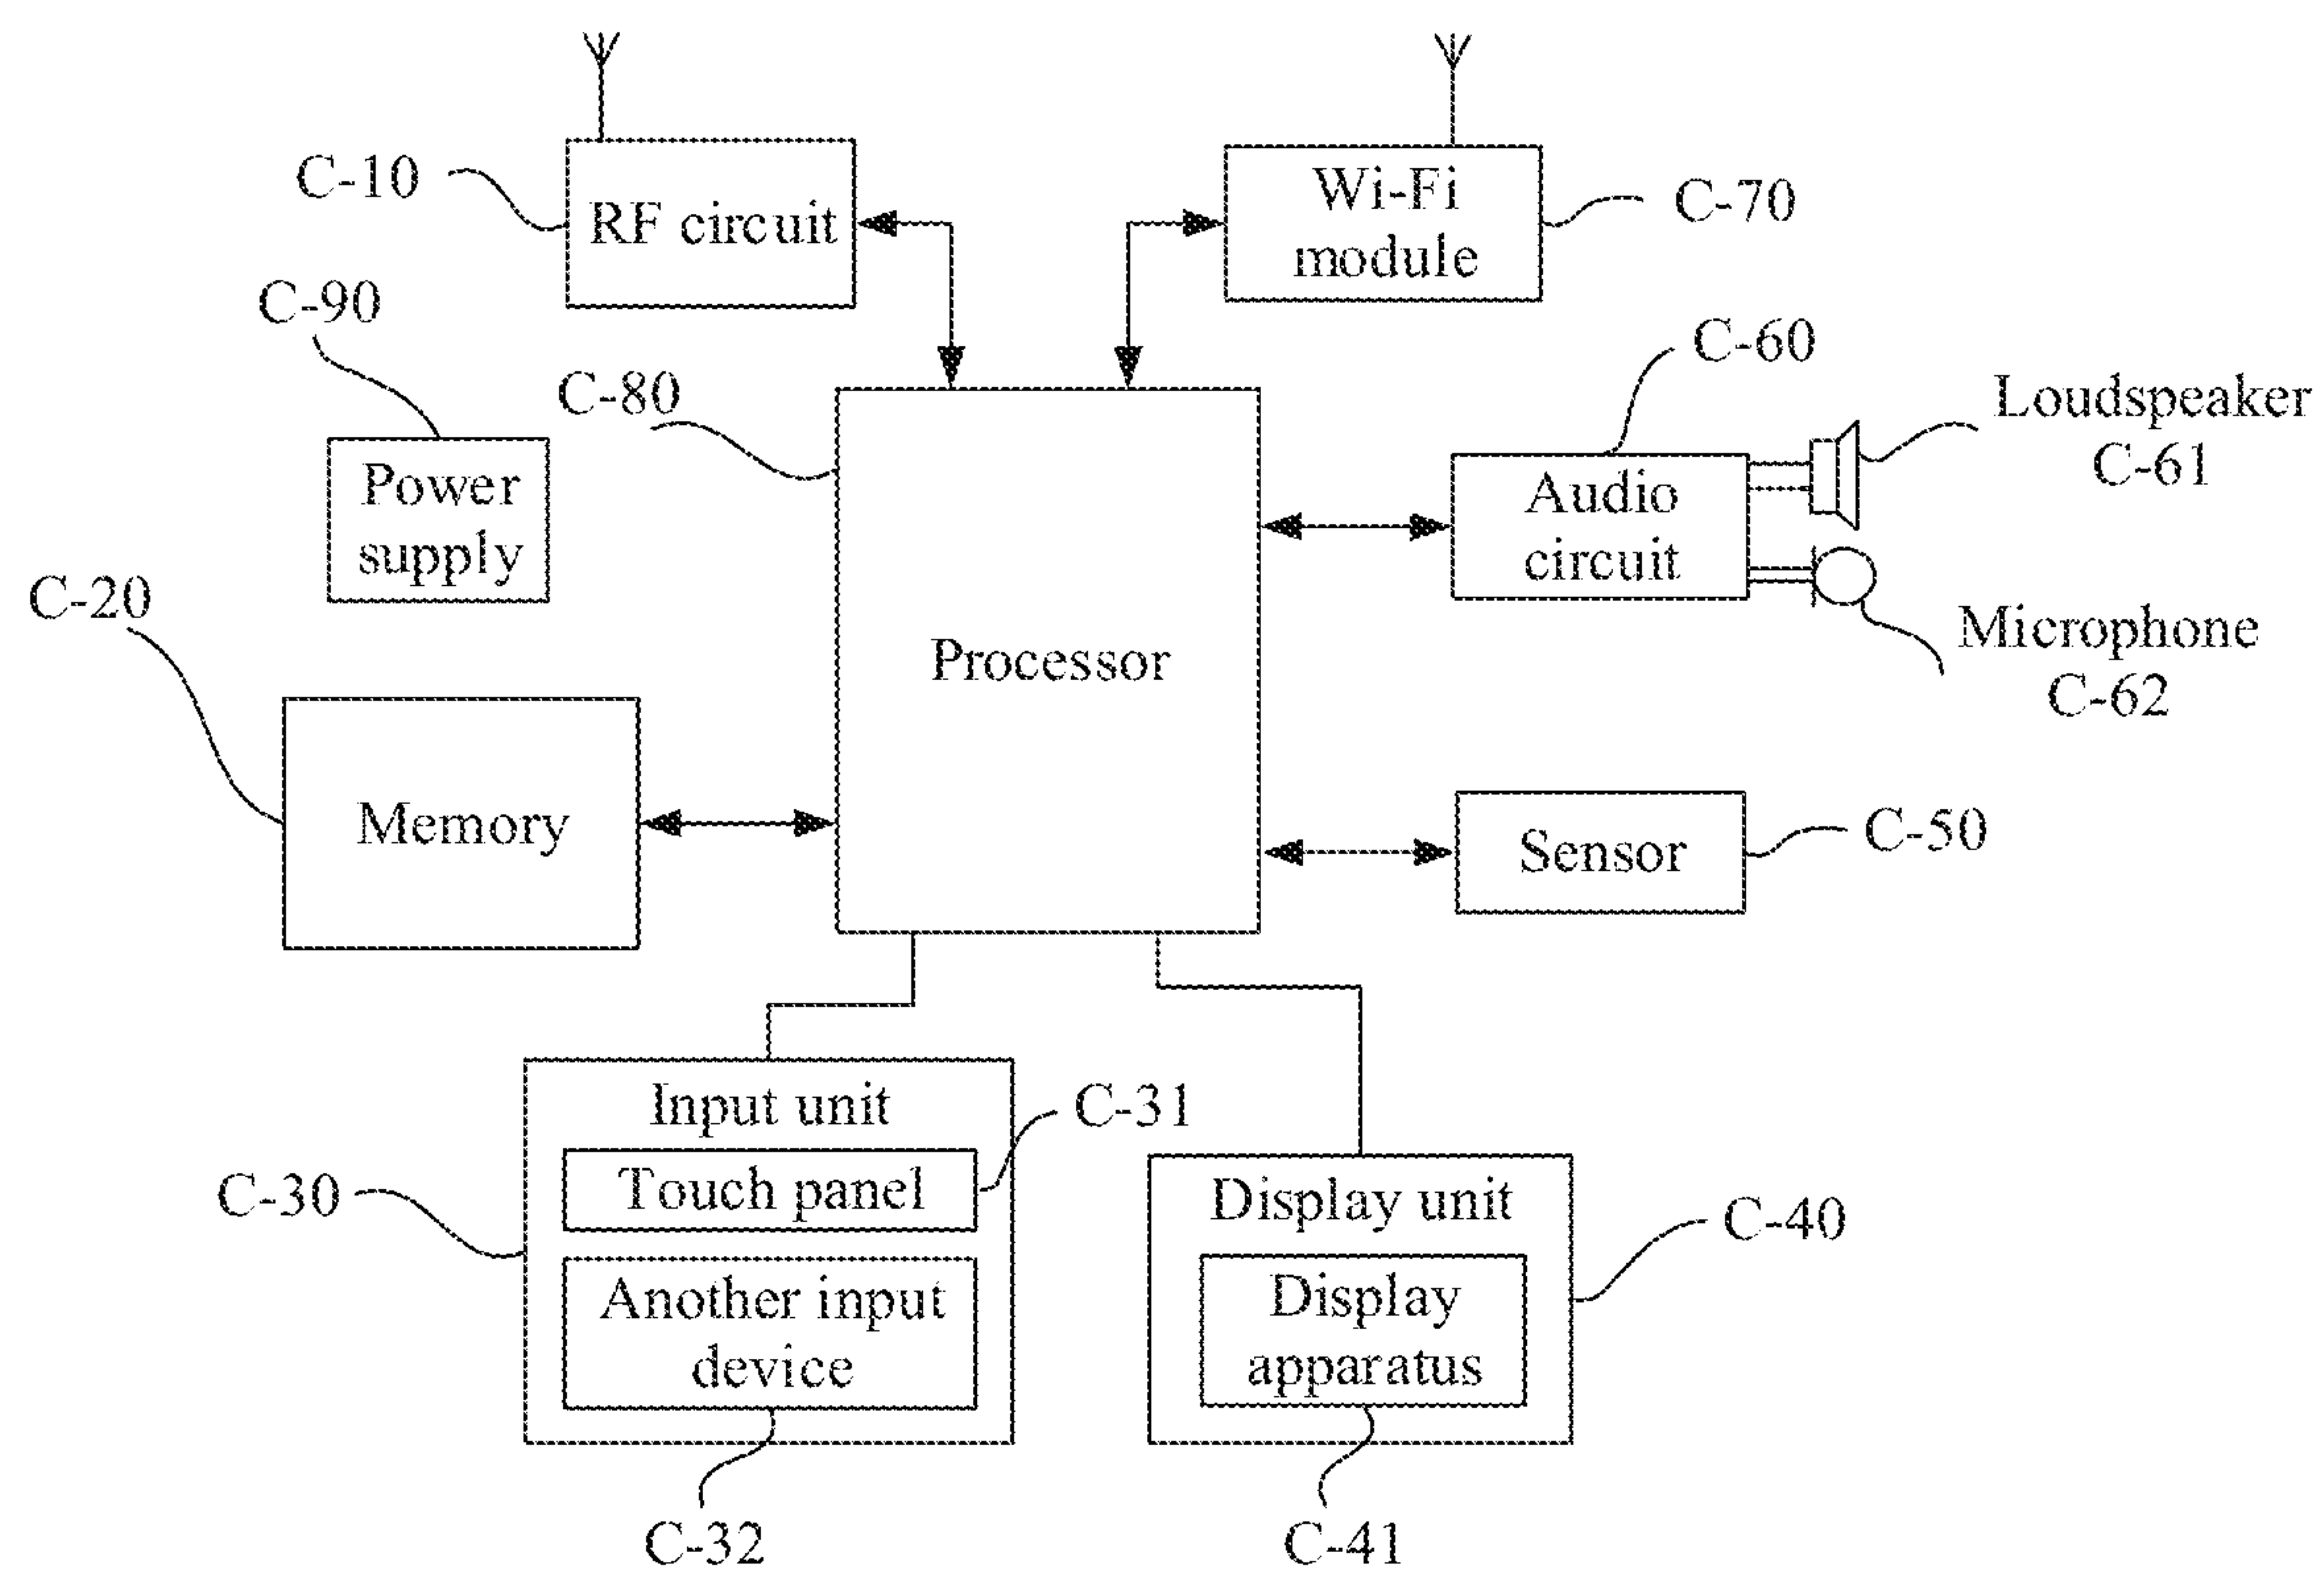 C-10
RF circuit
Wi-Fi
module
C-70
C-90
C-80
C-60
Loudspeaker
C-61
Power
supply
Audio
circuit
C-20
Microphone
C-62
Processor
Memory
Sensor
C-50
Input unit
C-31
Touch panel
C-30
Another input
device
C-32
Display unit
C-40
Display
apparatus
C-41